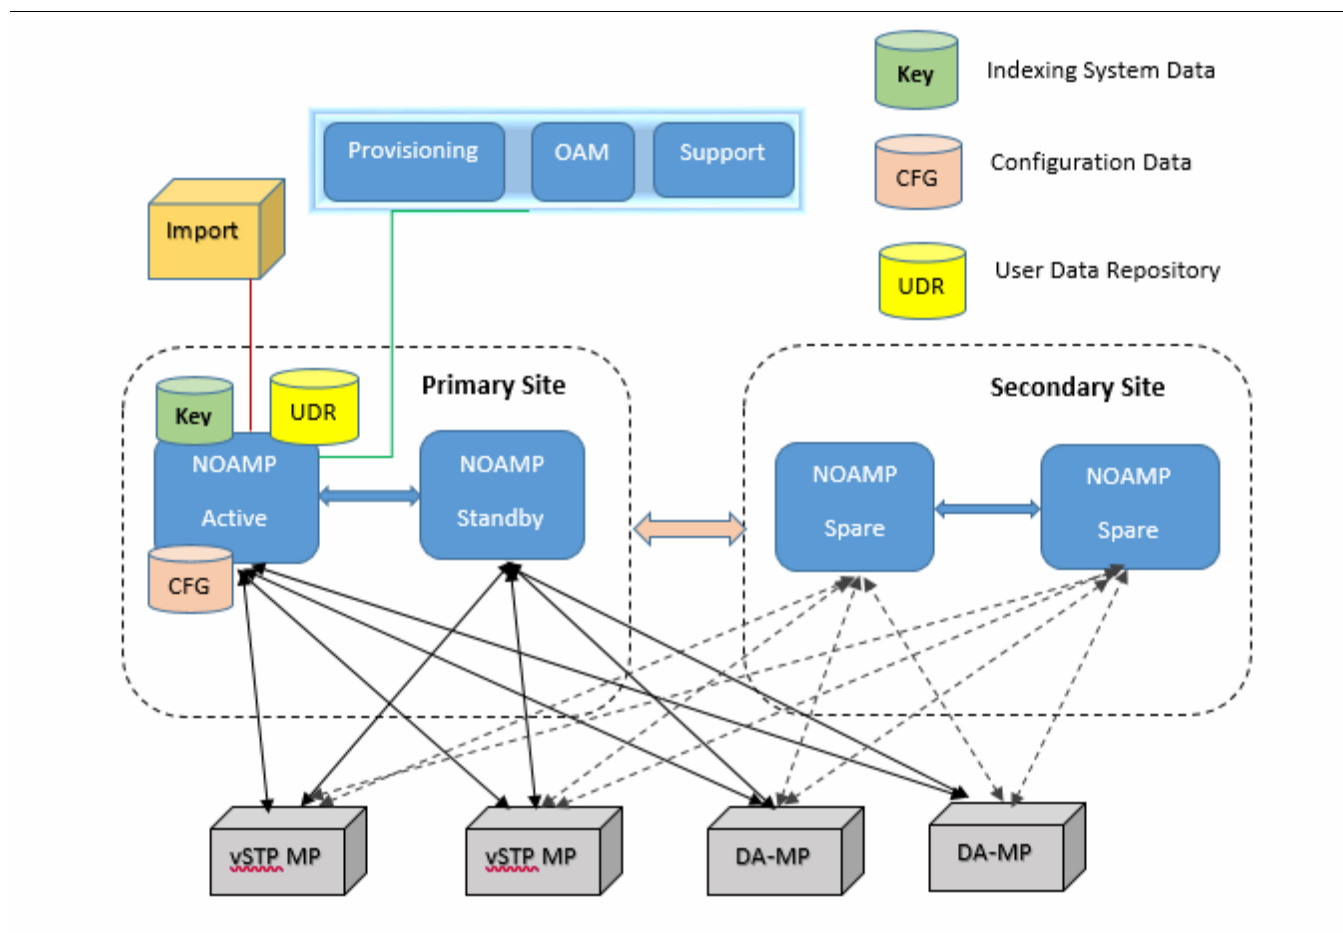 Key
Indexing System Data
Provisioning
OAM
Support
CFG
Configuration Data
Import
UDR
User Data Repository
Primary Site
Secondary Site
Key
UDR
NOAMP
Active
NOAMP
Standby
NOAMP
Spare
NOAMP
Spare
CFG
vSTP MP
vSTP MP
DA-MP
DA-MP